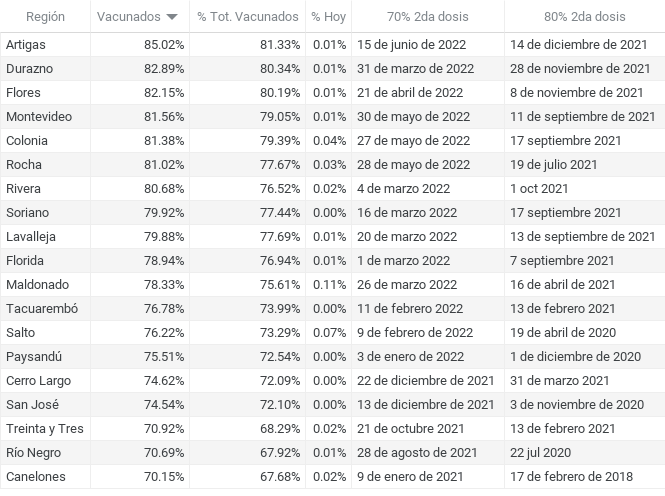 Región Vacunados % Tot. Vacunados % Hoy 70% 2da dosis 80% 2da dosis
Artigas 85.02% 81.33% 0.01% 15 de junio de 2022 14 de diciembre de 2021
Durazno 82.89% 80.34% 0.01% 31 de marzo de 2022 28 de noviembre de 2021
Flores 82.15% 80.19% 0.01% 21 de abril de 2022 8 de noviembre de 2021
Montevideo 81.56% 79.05% 0.01% 30 de mayo de 2022 11 de septiembre de 2021
Colonia 81.38% 79.39% 0.04% 27 de mayo de 2022 17 septiembre 2021
Rocha 81.02% 77.67% 0.03% 28 de mayo de 2022 19 de julio 2021
Rivera 80.68% 76.52% 0.02% 4 de marzo 2022 1 oct 2021
Soriano 79.92% 77.44% 0.00% 16 de marzo 2022 17 septiembre 2021
Lavalleja 79.88% 77.69% 0.01% 20 de marzo 2022 13 de septiembre de 2021
Florida 78.94% 76.94% 0.01% 1 de marzo 2022 7 septiembre 2021
Maldonado 78.33% 75.61% 0.11% 26 de marzo 2022 16 de abril de 2021
Tacuarembó 76.78% 73.99% 0.00% 11 de febrero 2022 13 de febrero 2021
Salto 76.22% 73.29% 0.07% 9 de febrero de 2022 19 de abril de 2020
Paysandú 75.51% 72.54% 0.00% 3 de enero de 2022 1 de diciembre de 2020
Cerro Largo 74.62% 72.09% 0.00% 22 de diciembre de 2021 31 de marzo 2021
San José 74.54% 72.10% 0.00% 13 de diciembre de 2021 3 de noviembre de 2020
Treinta y Tres 70.92% 68.29% 0.02% 21 de octubre 2021 13 de febrero 2021
Río Negro 70.69% 67.92% 0.01% 28 de agosto de 2021 22 jul 2020
Canelones 70.15% 67.68% 0.02% 9 de enero de 2021 17 de febrero de 2018